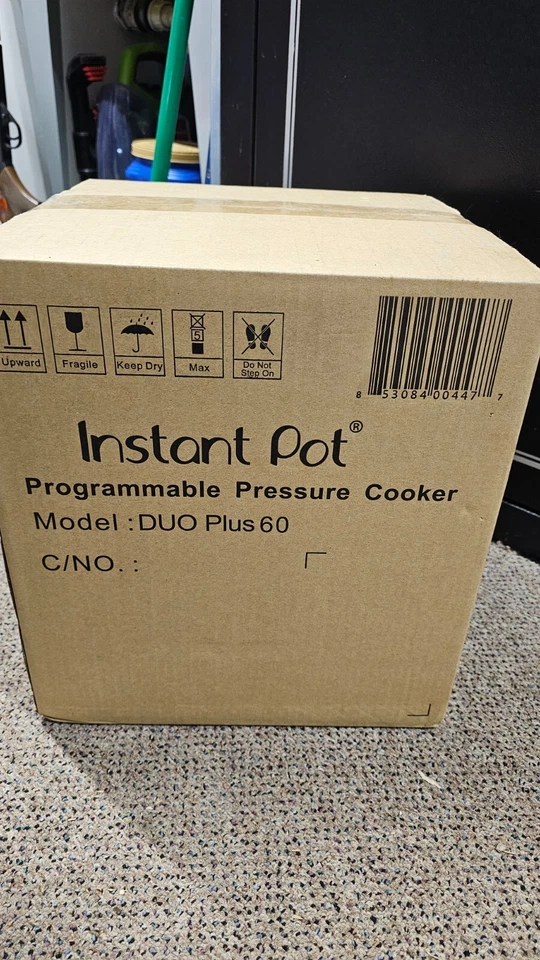 Upward
Fragile
Keep Dry
5
Max
Do Not
Step On
8 53084 00447 7
Instant Pot®
Programmable Pressure Cooker
Model :DUO Plus 60
C/NO. :